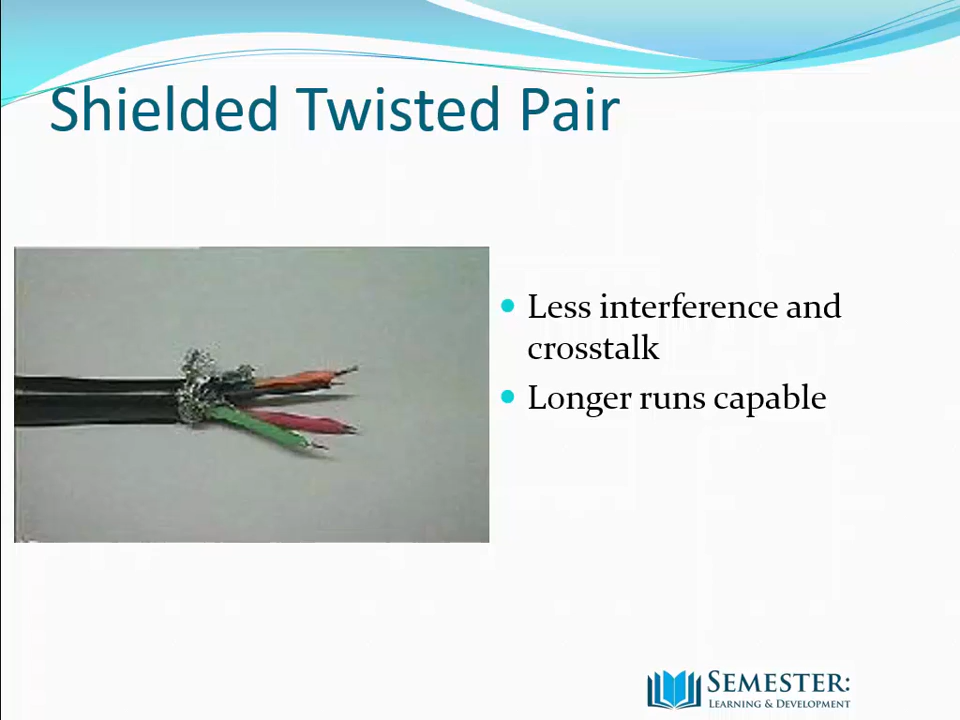 Shielded Twisted Pair
Less interference and
crosstalk
Longer runs capable
SEMESTER:
LEARNING & DEVELOPMENT